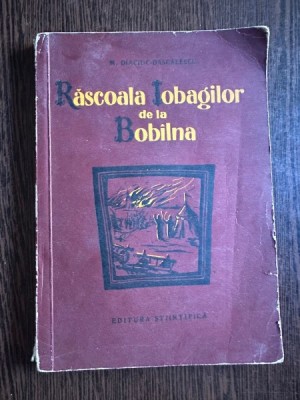 Răscoala Iobagilor
de la
Bobîlna
EDITURA ȘTIINȚIFICĂ